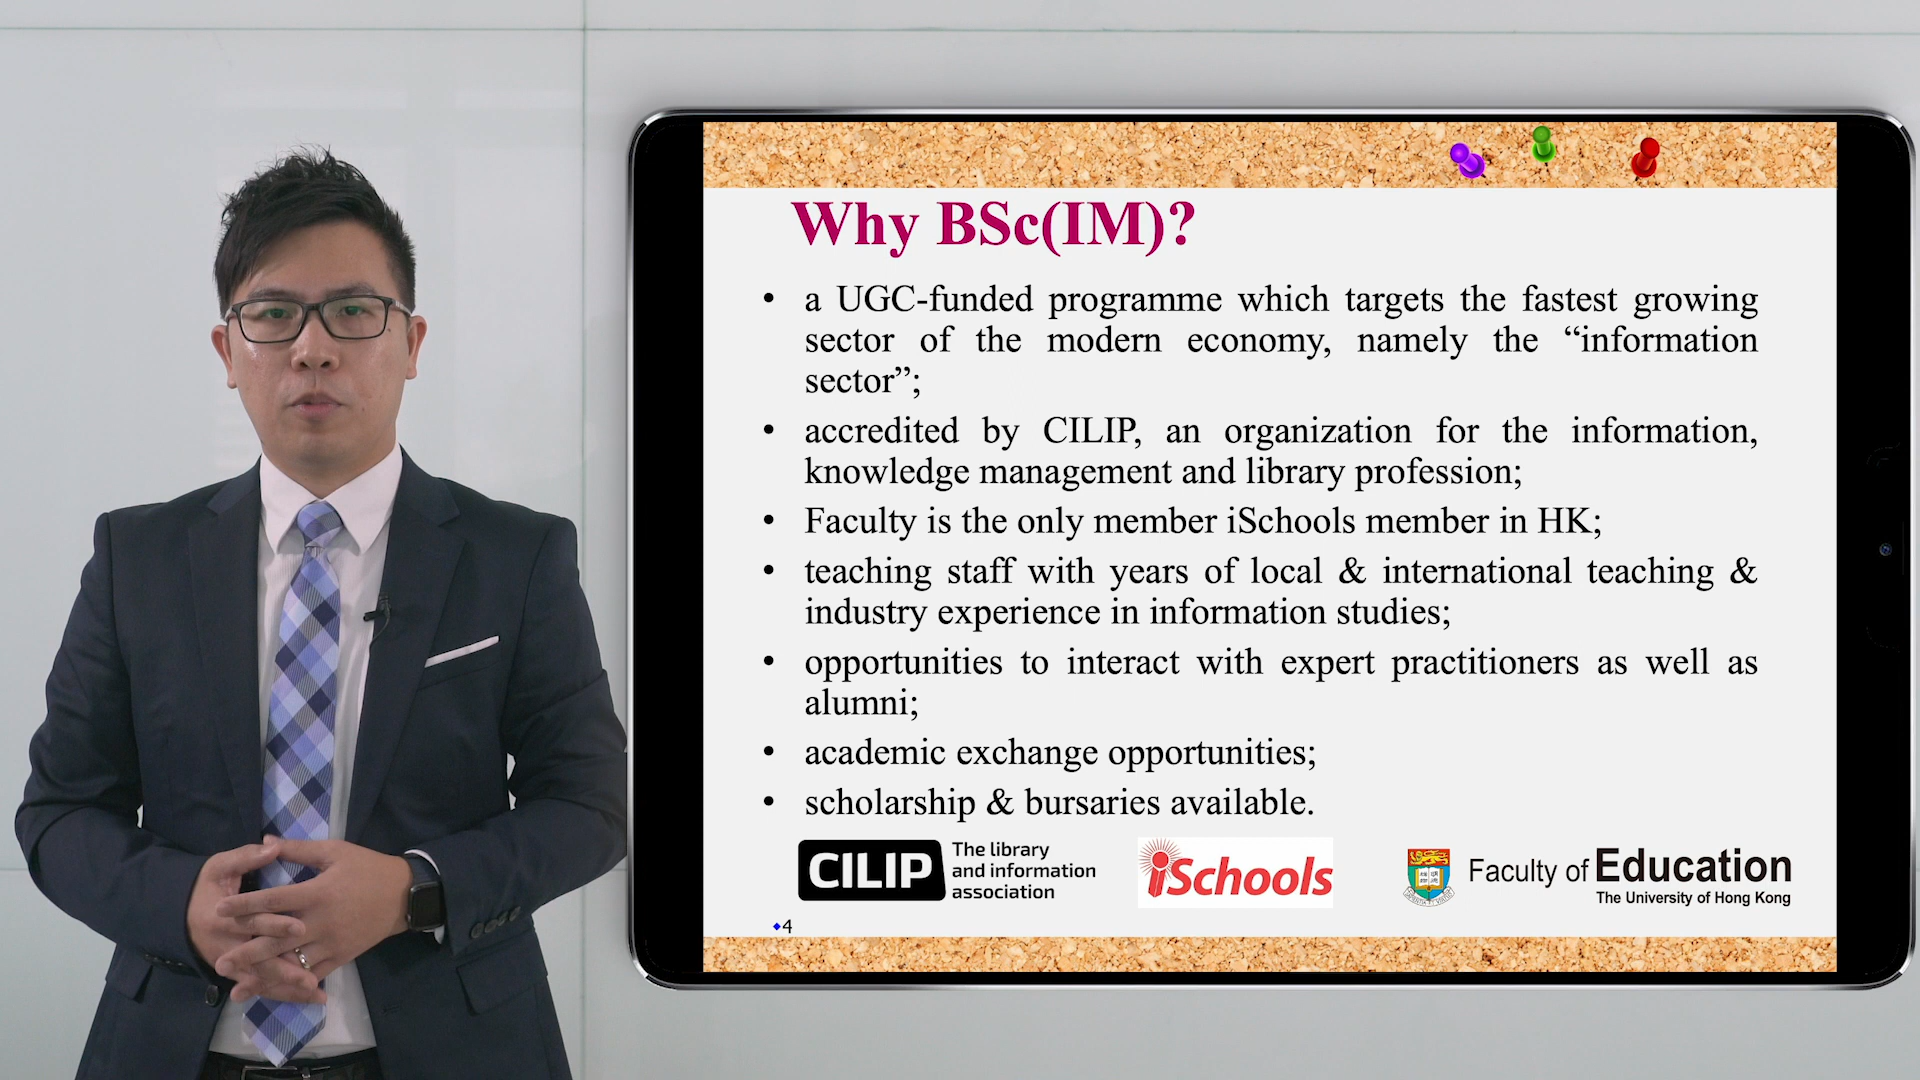 Why BSc(IM)?
• a UGC-funded programme which targets the fastest growing
sector of the modern economy, namely the “information
sector”;
• accredited by CILIP, an organization for the information,
knowledge management and library profession;
• Faculty is the only member iSchools member in HK;
• teaching staff with years of local & international teaching &
industry experience in information studies;
• opportunities to interact with expert practitioners as well as
alumni;
• academic exchange opportunities;
• scholarship & bursaries available.
CILIP
The library
and information
association
iSchools
Faculty of Education
The University of Hong Kong
4